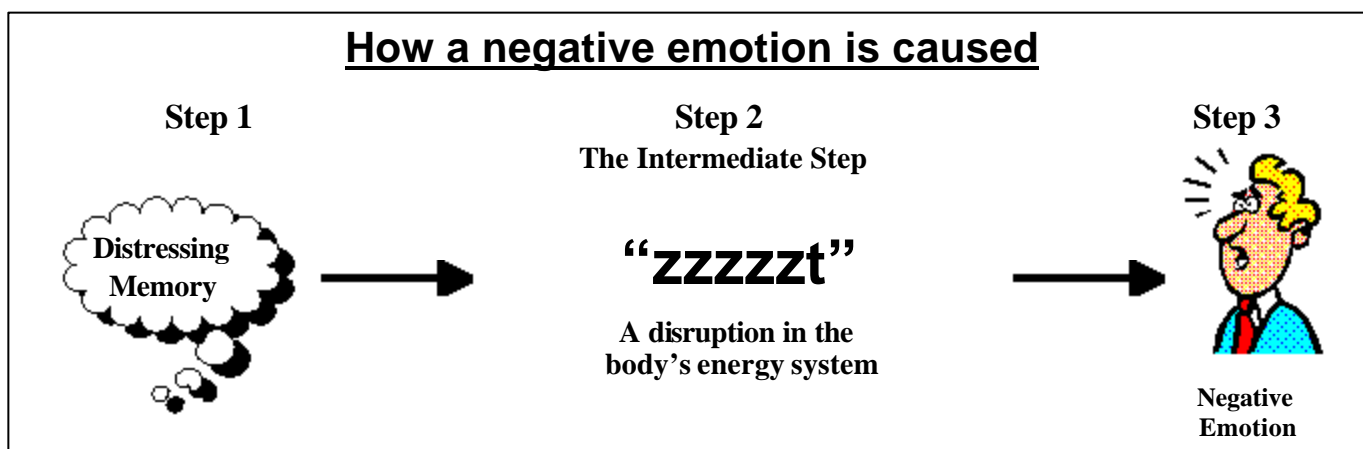 How a negative emotion is caused
Step 1
Step 2
Step 3
The Intermediate Step
Distressing
Memory
“zzzzzt”
A disruption in the
body’s energy system
Negative
Emotion